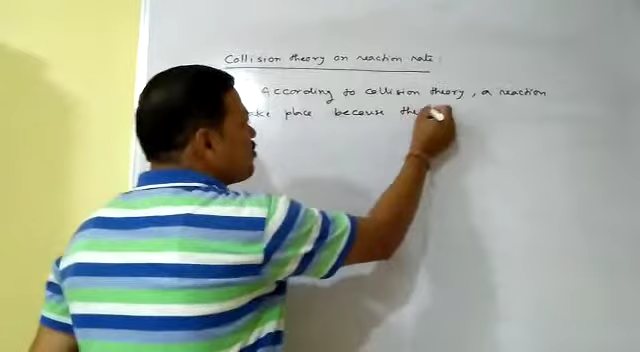 Collision theory on reaction rate :
According to collision theory, a reaction
place because the